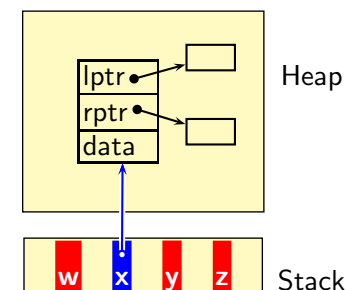 lptr
Heap
rptr
data
w x y z
Stack